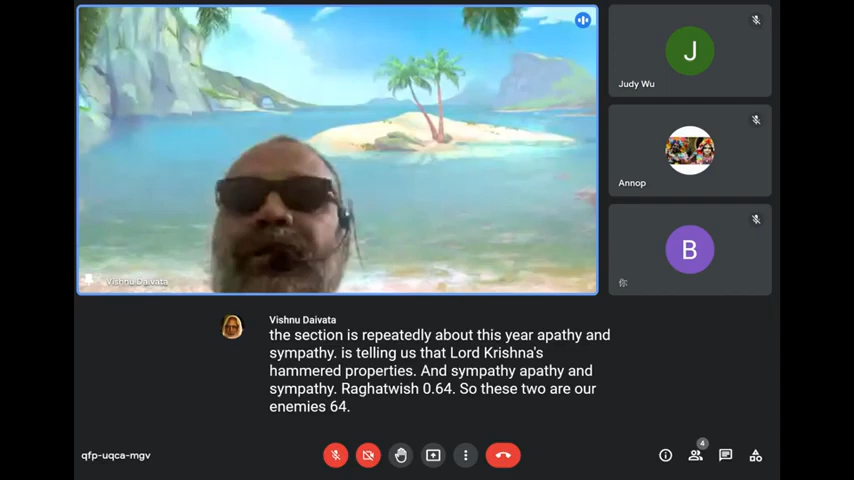 J
Judy Wu
Annop
B
你
Vishnu Daivata
Vishnu Daivata
the section is repeatedly about this year apathy and
sympathy. is telling us that Lord Krishna's
hammered properties. And sympathy apathy and
sympathy. Raghatwish 0.64. So these two are our
enemies 64.
qfp-uqca-mgv
4